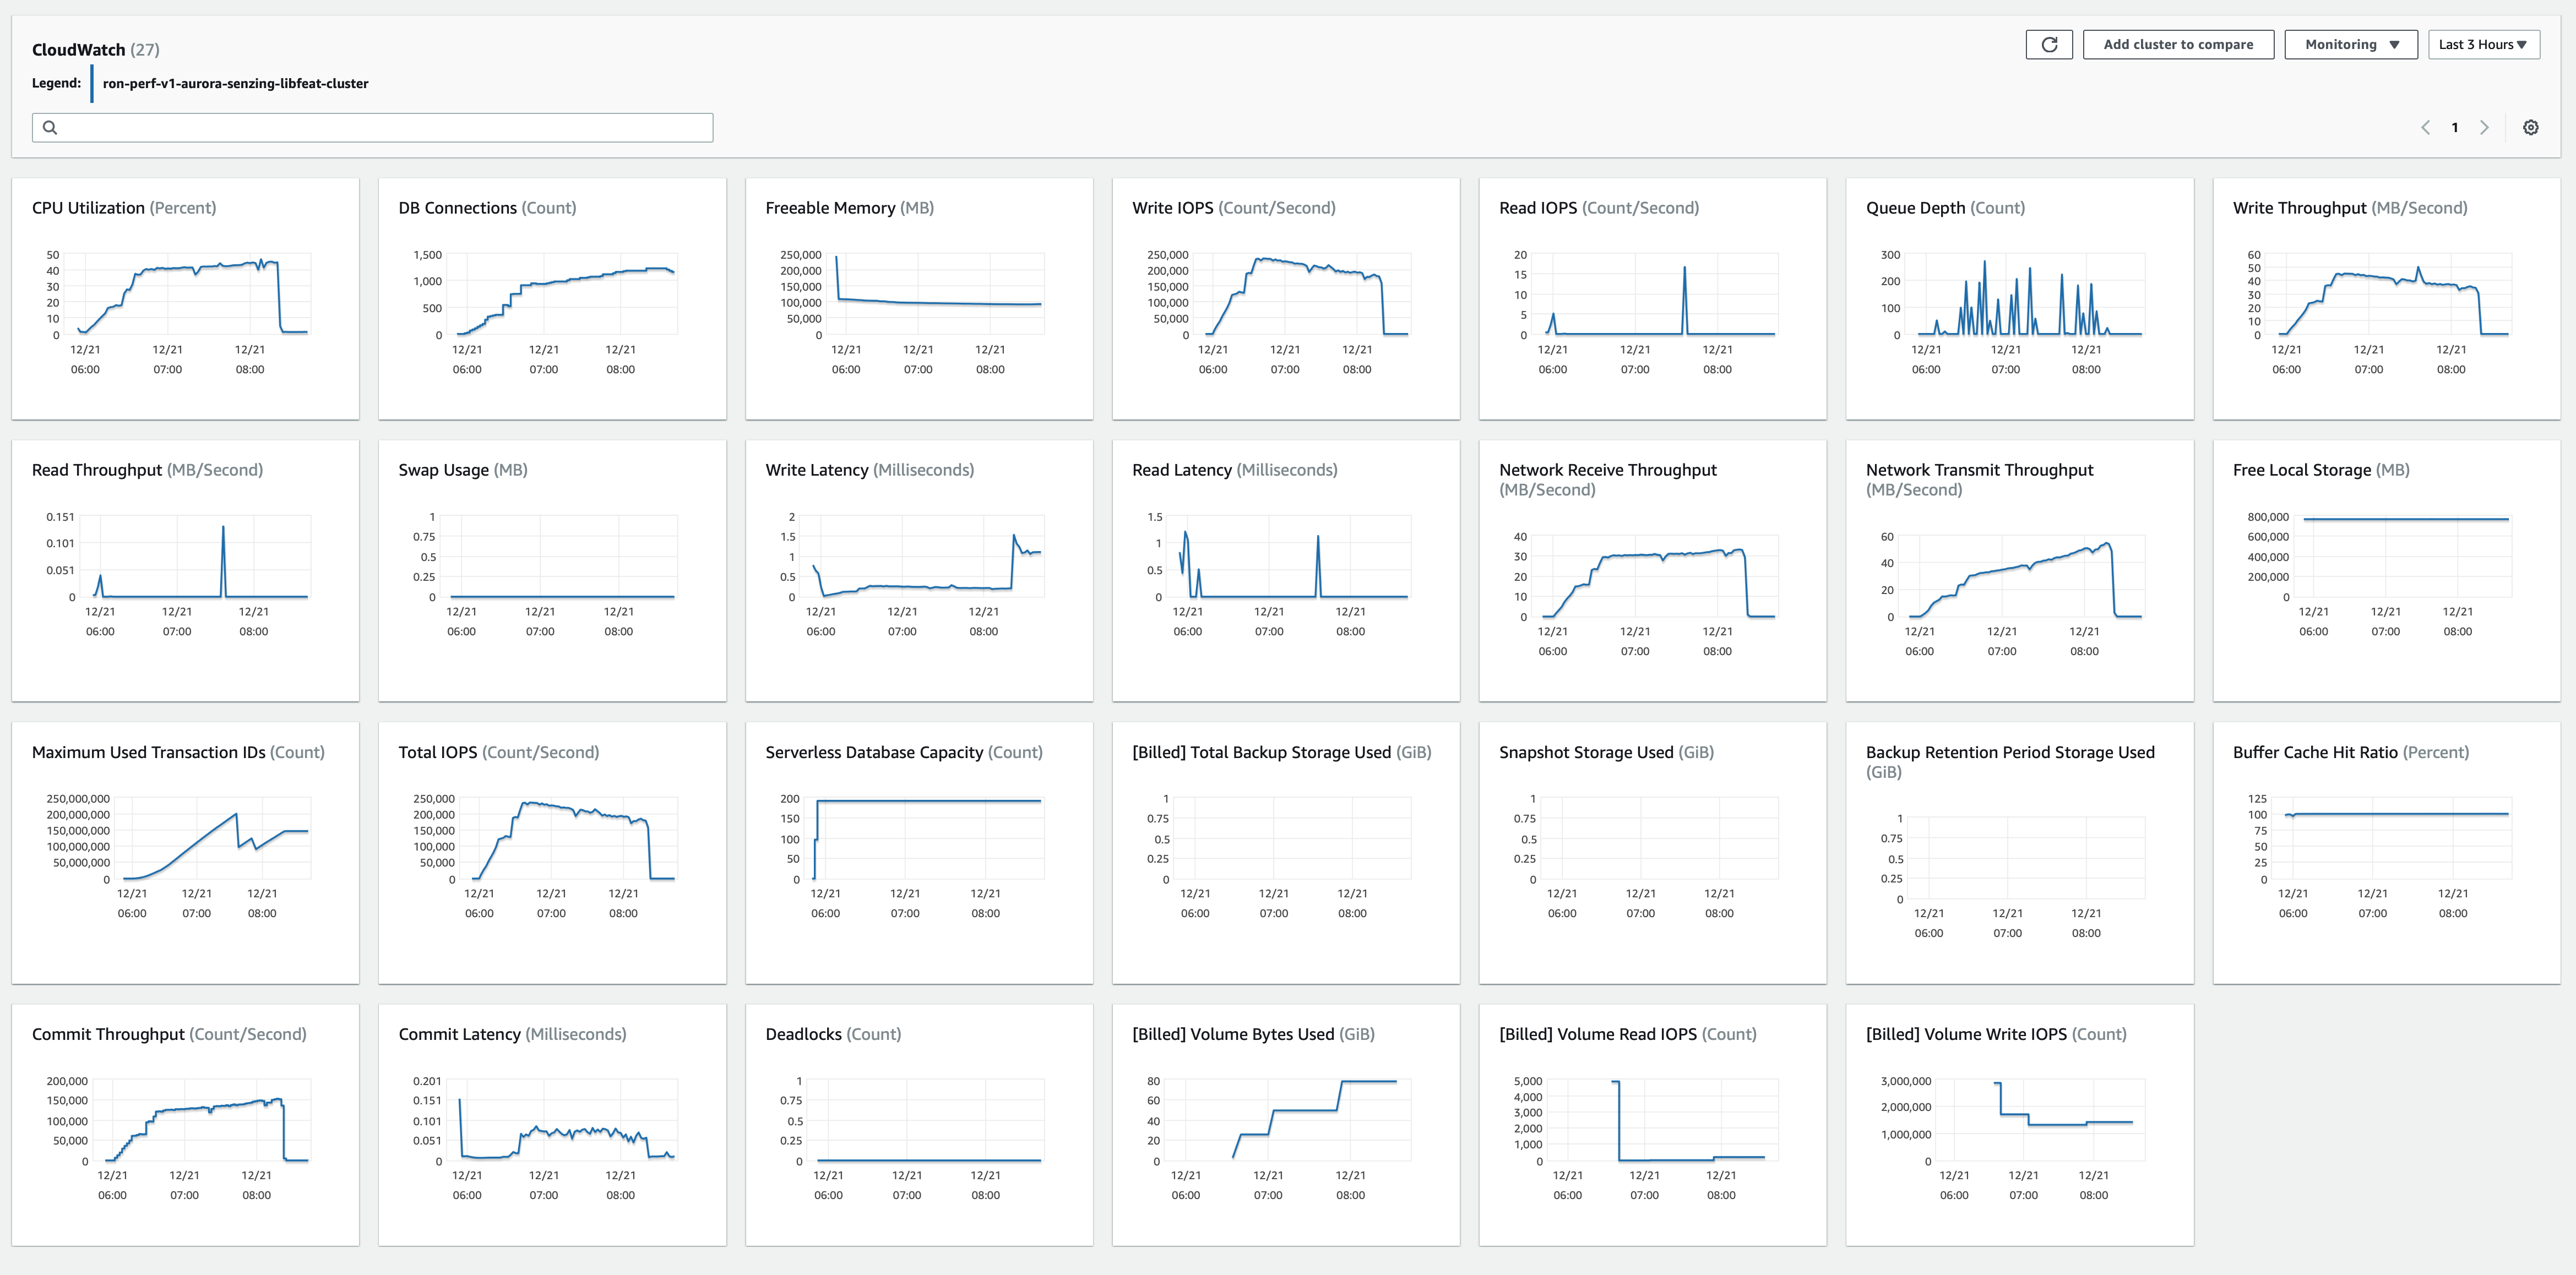 CloudWatch (27)
Add cluster to compare
Monitoring
Last 3 Hours
Legend: ron-perf-v1-aurora-senzing-libfeat-cluster
1
CPU Utilization (Percent)
50
40
30
20
10
0
12/21 12/21 12/21
06:00 07:00 08:00
DB Connections (Count)
1,500
1,000
500
0
12/21 12/21 12/21
06:00 07:00 08:00
Freeable Memory (MB)
250,000
200,000
150,000
100,000
50,000
0
12/21 12/21 12/21
06:00 07:00 08:00
Write IOPS (Count/Second)
250,000
200,000
150,000
100,000
50,000
0
12/21 12/21 12/21
06:00 07:00 08:00
Read IOPS (Count/Second)
20
15
10
5
0
12/21 12/21 12/21
06:00 07:00 08:00
Queue Depth (Count)
300
200
100
0
12/21 12/21 12/21
06:00 07:00 08:00
Write Throughput (MB/Second)
60
50
40
30
20
10
0
12/21 12/21 12/21
06:00 07:00 08:00
Read Throughput (MB/Second)
0.151
0.101
0.051
0
12/21 12/21 12/21
06:00 07:00 08:00
Swap Usage (MB)
1
0.75
0.5
0.25
0
12/21 12/21 12/21
06:00 07:00 08:00
Write Latency (Milliseconds)
2
1.5
1
0.5
0
12/21 12/21 12/21
06:00 07:00 08:00
Read Latency (Milliseconds)
1.5
1
0.5
0
12/21 12/21 12/21
06:00 07:00 08:00
Network Receive Throughput
(MB/Second)
40
30
20
10
0
12/21 12/21 12/21
06:00 07:00 08:00
Network Transmit Throughput
(MB/Second)
60
40
20
0
12/21 12/21 12/21
06:00 07:00 08:00
Free Local Storage (MB)
800,000
600,000
400,000
200,000
0
12/21 12/21 12/21
06:00 07:00 08:00
Maximum Used Transaction IDs (Count)
250,000,000
200,000,000
150,000,000
100,000,000
50,000,000
0
12/21 12/21 12/21
06:00 07:00 08:00
Total IOPS (Count/Second)
250,000
200,000
150,000
100,000
50,000
0
12/21 12/21 12/21
06:00 07:00 08:00
Serverless Database Capacity (Count)
200
150
100
50
0
12/21 12/21 12/21
06:00 07:00 08:00
[Billed] Total Backup Storage Used (GiB)
1
0.75
0.5
0.25
0
12/21 12/21 12/21
06:00 07:00 08:00
Snapshot Storage Used (GiB)
1
0.75
0.5
0.25
0
12/21 12/21 12/21
06:00 07:00 08:00
Backup Retention Period Storage Used
(GiB)
1
0.75
0.5
0.25
0
12/21 12/21 12/21
06:00 07:00 08:00
Buffer Cache Hit Ratio (Percent)
125
100
75
50
25
0
12/21 12/21 12/21
06:00 07:00 08:00
Commit Throughput (Count/Second)
200,000
150,000
100,000
50,000
0
12/21 12/21 12/21
06:00 07:00 08:00
Commit Latency (Milliseconds)
0.201
0.151
0.101
0.051
0
12/21 12/21 12/21
06:00 07:00 08:00
Deadlocks (Count)
1
0.75
0.5
0.25
0
12/21 12/21 12/21
06:00 07:00 08:00
[Billed] Volume Bytes Used (GiB)
80
60
40
20
0
12/21 12/21 12/21
06:00 07:00 08:00
[Billed] Volume Read IOPS (Count)
5,000
4,000
3,000
2,000
1,000
0
12/21 12/21 12/21
06:00 07:00 08:00
[Billed] Volume Write IOPS (Count)
3,000,000
2,000,000
1,000,000
0
12/21 12/21 12/21
06:00 07:00 08:00